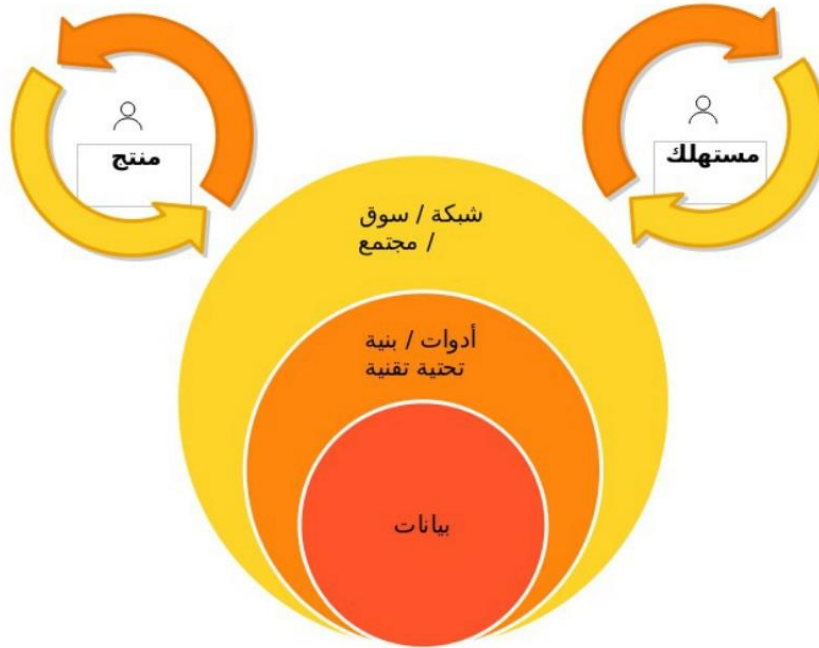 مستهلك
منتج
شبكة / سوق
/ مجتمع
أدوات / بنية
تحتية تقنية
بيانات